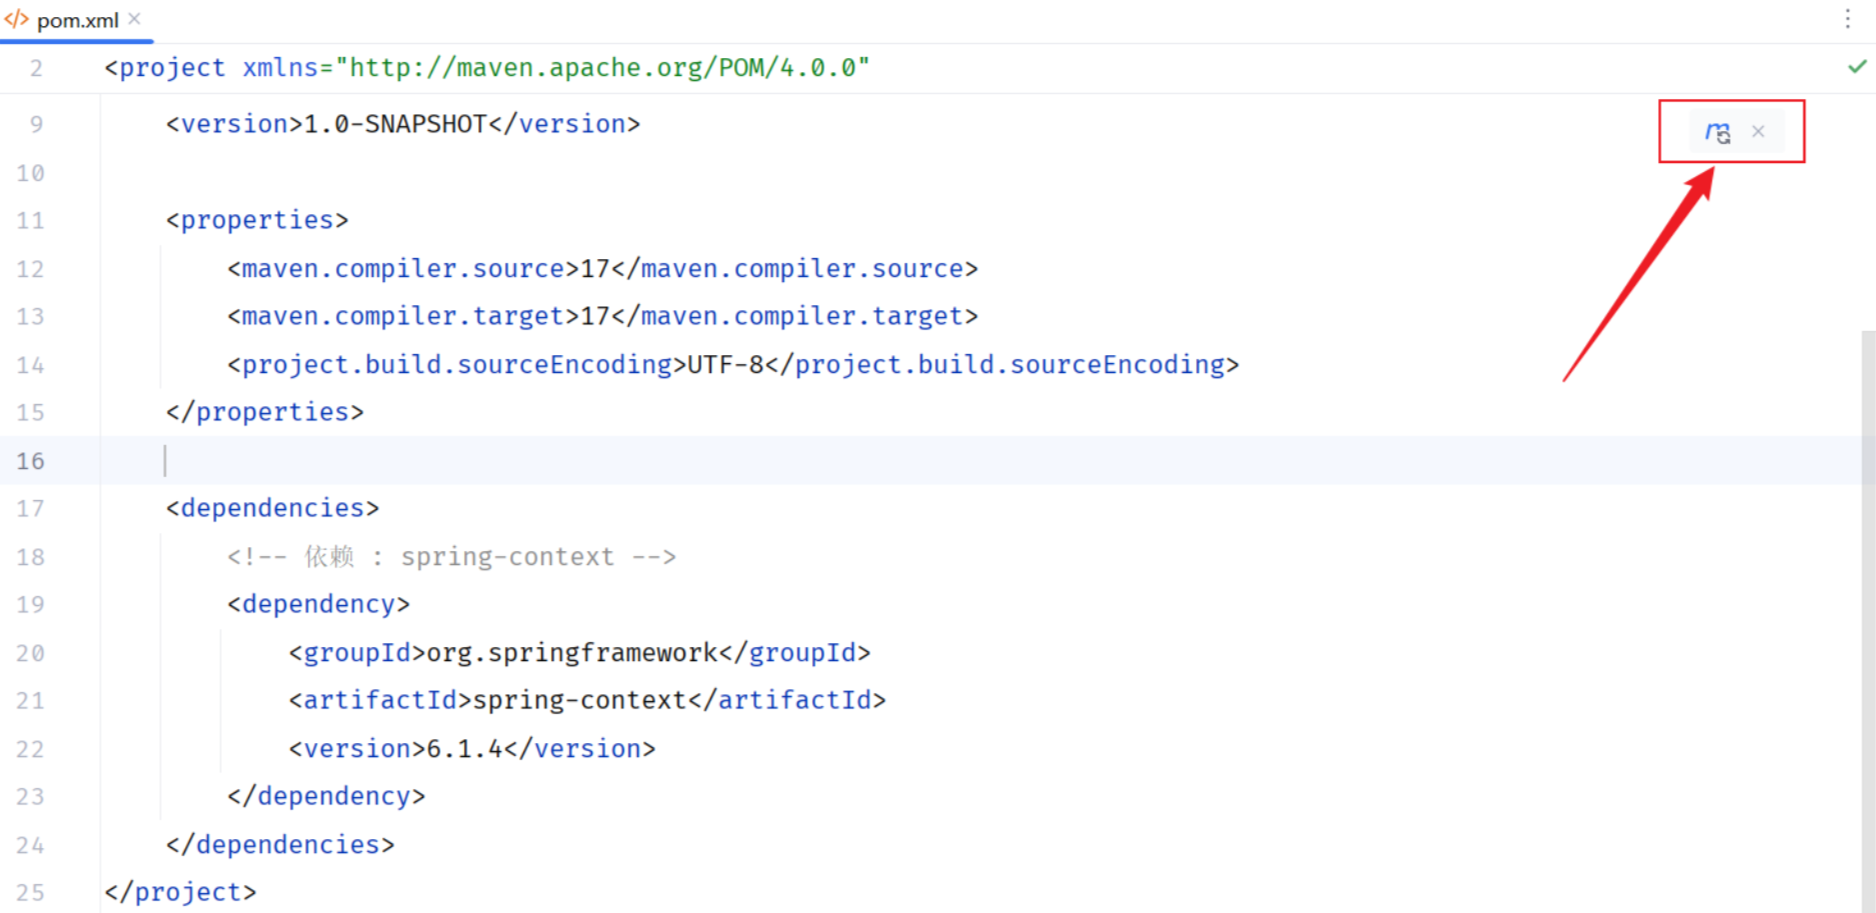 </> pom.xml ×
2 <project xmlns="http://maven.apache.org/POM/4.0.0"
9 <version>1.0-SNAPSHOT</version>
m ×
10
11 <properties>
12 <maven.compiler.source>17</maven.compiler.source>
13 <maven.compiler.target>17</maven.compiler.target>
14 <project.build.sourceEncoding>UTF-8</project.build.sourceEncoding>
15 </properties>
16
17 <dependencies>
18 <!-- 依赖 : spring-context -->
19 <dependency>
20 <groupId>org.springframework</groupId>
21 <artifactId>spring-context</artifactId>
22 <version>6.1.4</version>
23 </dependency>
24 </dependencies>
25 </project>